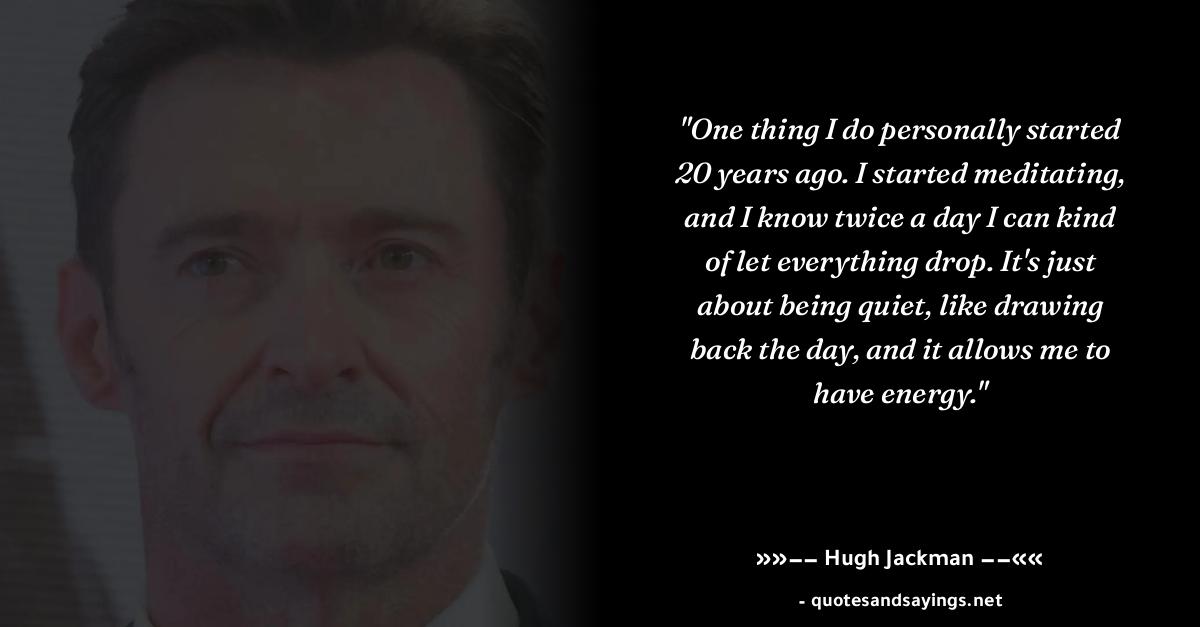 "One thing I do personally started
20 years ago. I started meditating,
and I know twice a day I can kind
of let everything drop. It's just
about being quiet, like drawing
back the day, and it allows me to
have energy."
»»–– Hugh Jackman ––««
- quotesandsayings.net